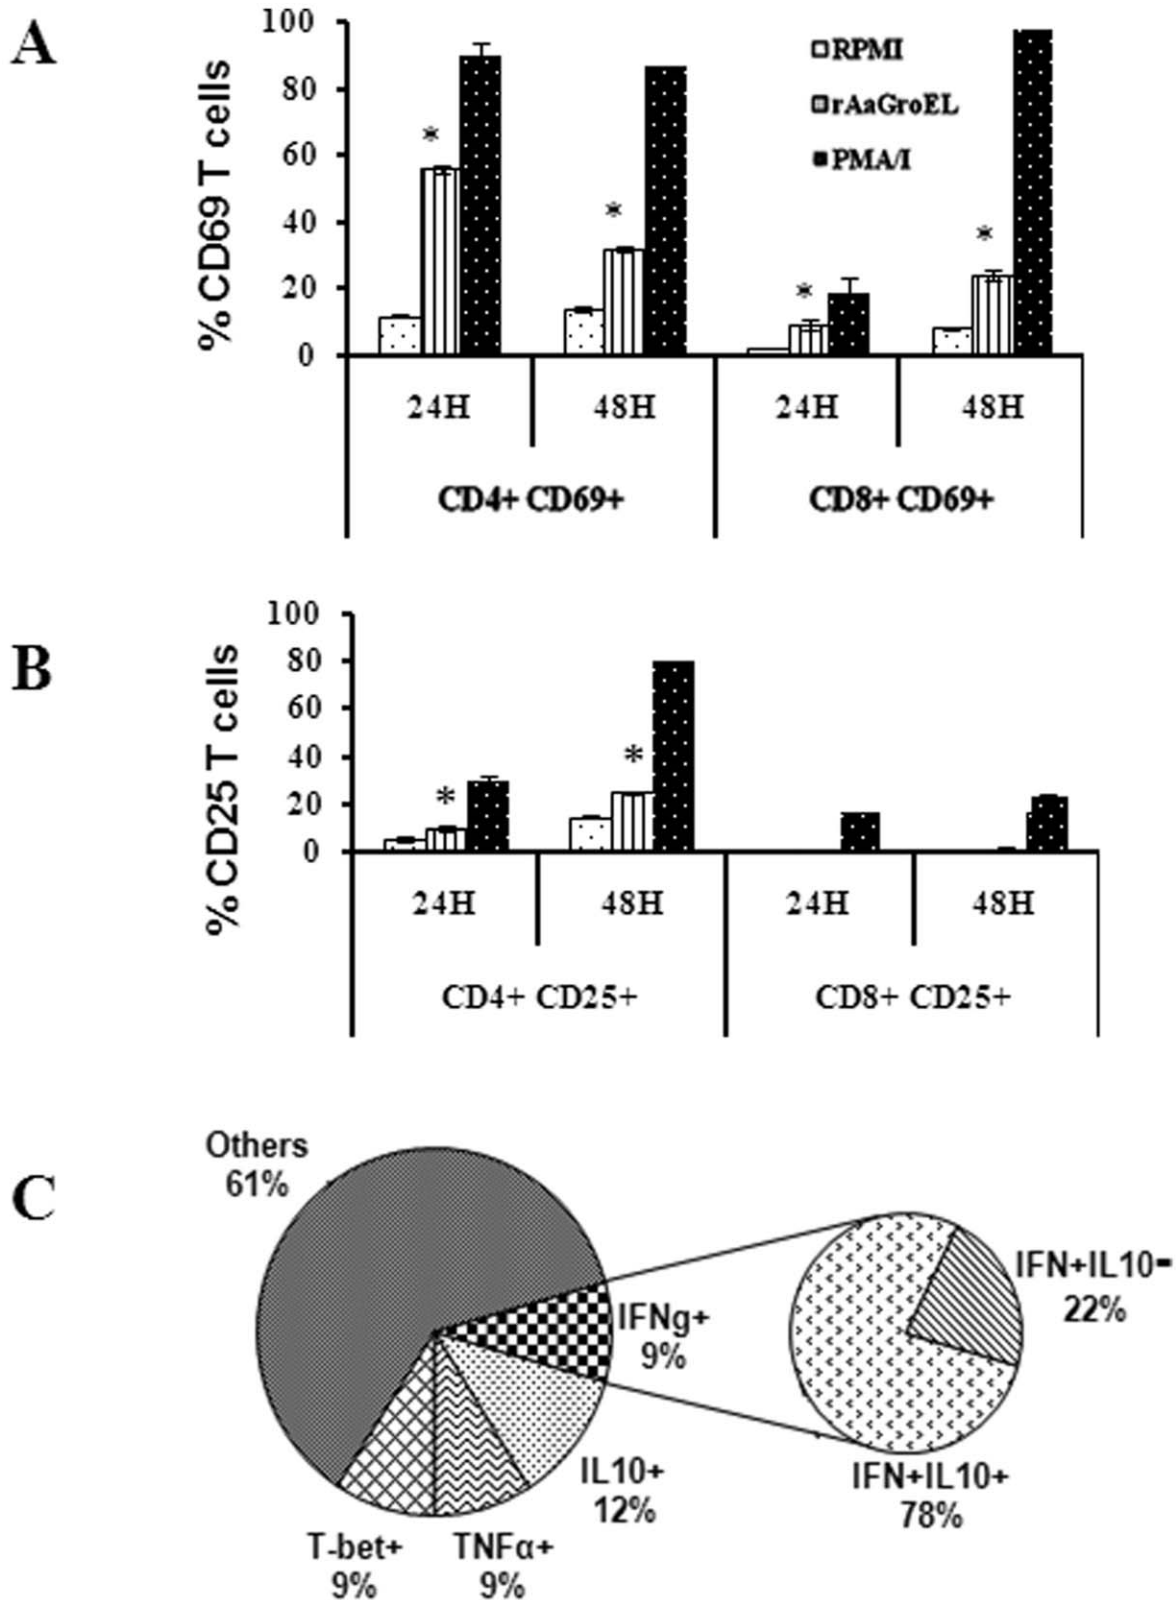 A
100
80
60
40
20
0
% CD69 T cells
RPMI
rAaGroEL
PMA/I
*
*
*
*
24H 48H 24H 48H
CD4+ CD69+ CD8+ CD69+
B
100
80
60
40
20
0
% CD25 T cells
*
*
24H 48H 24H 48H
CD4+ CD25+ CD8+ CD25+
C
Others
61%
IFNg+
9%
IL10+
12%
TNFα+
9%
T-bet+
9%
IFN+IL10-
22%
IFN+IL10+
78%